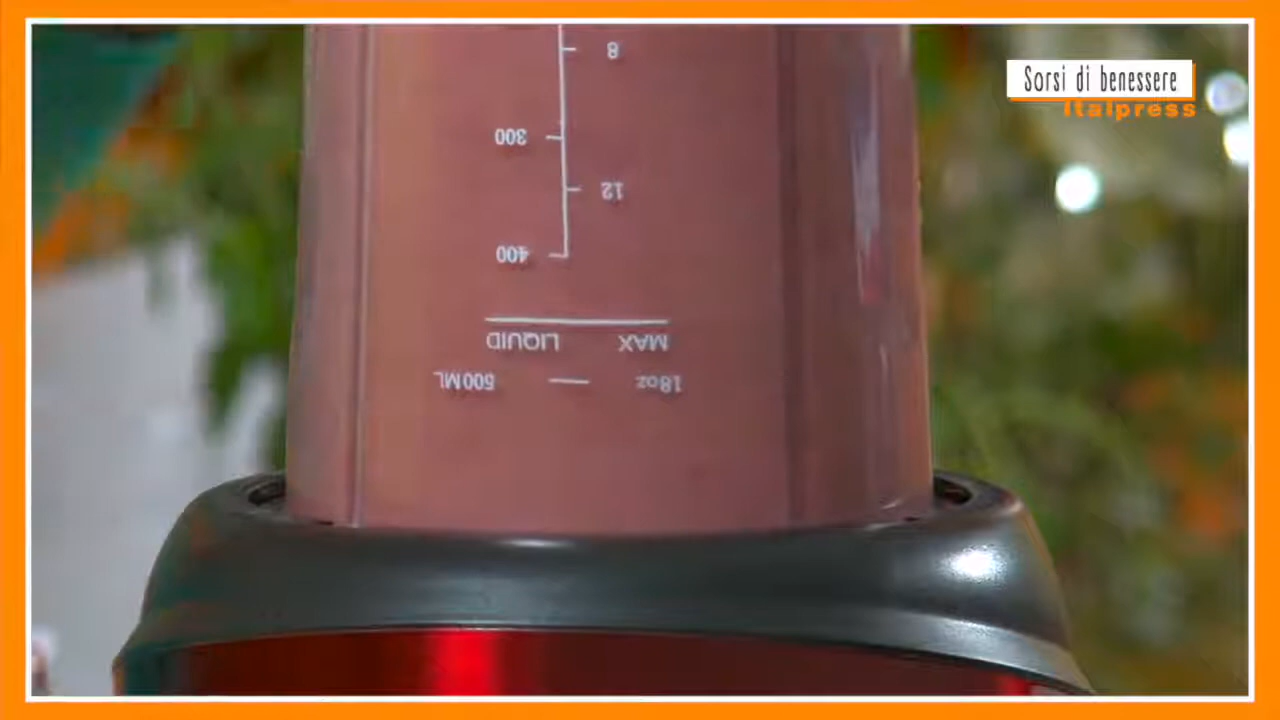 Sorsi di benessere
Italpress
8
300
12
400
LIQUID MAX
500ML 18oz